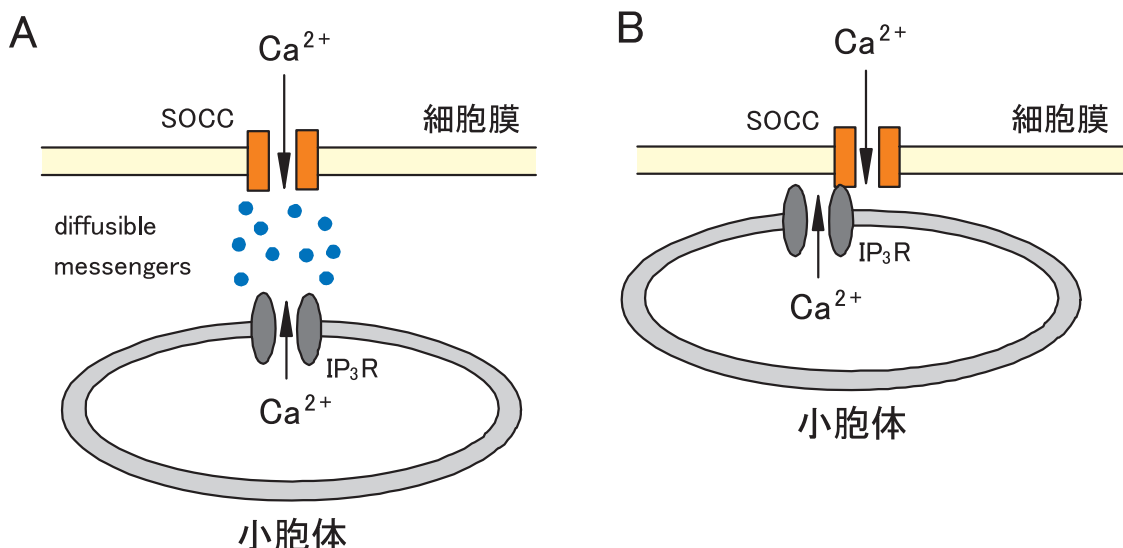 A
Ca²⁺
SOCC
細胞膜
diffusible
messengers
IP₃R
Ca²⁺
小胞体
B
Ca²⁺
SOCC
細胞膜
IP₃R
Ca²⁺
小胞体